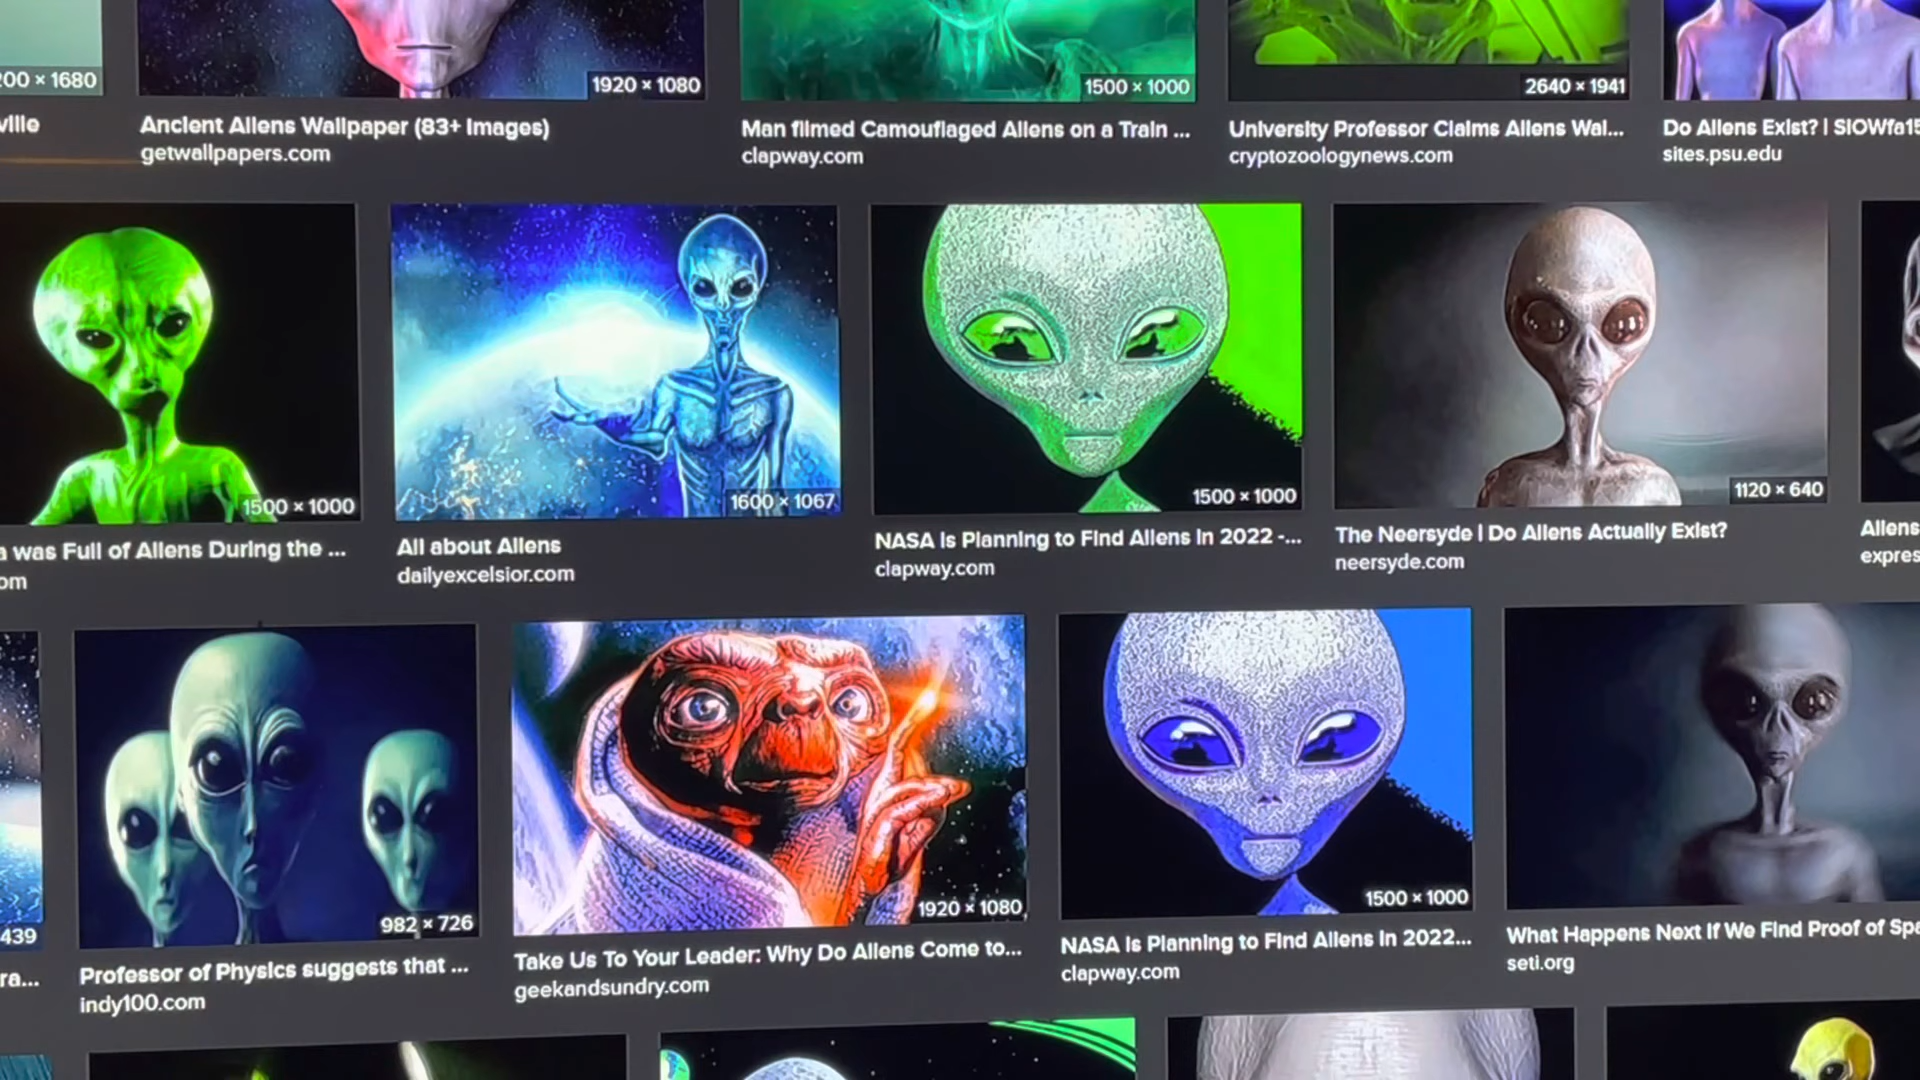 00 × 1680
1920 × 1080
1500 × 1000
2640 × 1941
ville
Ancient Aliens Wallpaper (83+ Images)
getwallpapers.com
Man filmed Camouflaged Aliens on a Train ...
clapway.com
University Professor Claims Aliens Wal...
cryptozoologynews.com
Do Aliens Exist? | SiOWfa15
sites.psu.edu
1500 × 1000
1600 × 1067
1500 × 1000
1120 × 640
a was Full of Aliens During the ...
om
All about Aliens
dailyexcelsior.com
NASA is Planning to Find Aliens in 2022 -...
clapway.com
The Neersyde | Do Aliens Actually Exist?
neersyde.com
Aliens
expres
439
982 × 726
1920 × 1080
1500 × 1000
ra...
Professor of Physics suggests that ...
indy100.com
Take Us To Your Leader: Why Do Aliens Come to...
geekandsundry.com
NASA is Planning to Find Aliens in 2022...
clapway.com
What Happens Next If We Find Proof of Spa
seti.org